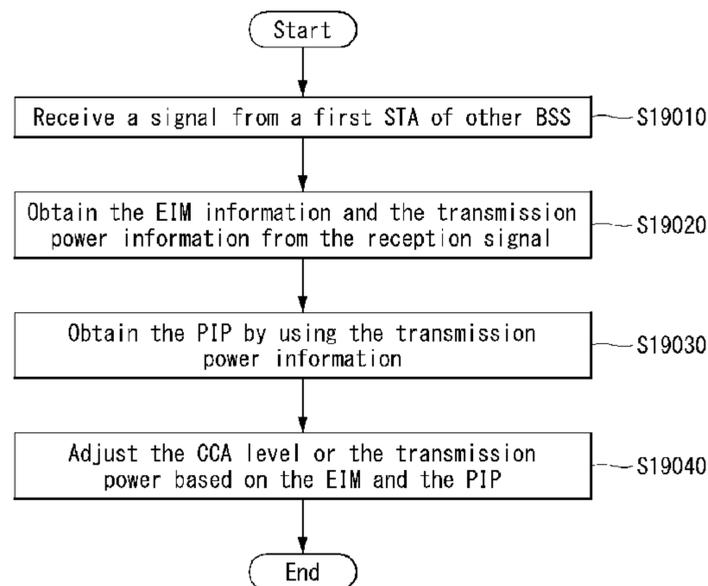 Start
Receive a signal from a first STA of other BSS
S19010
Obtain the EIM information and the transmission
power information from the reception signal
S19020
Obtain the PIP by using the transmission
power information
S19030
Adjust the CCA level or the transmission
power based on the EIM and the PIP
S19040
End